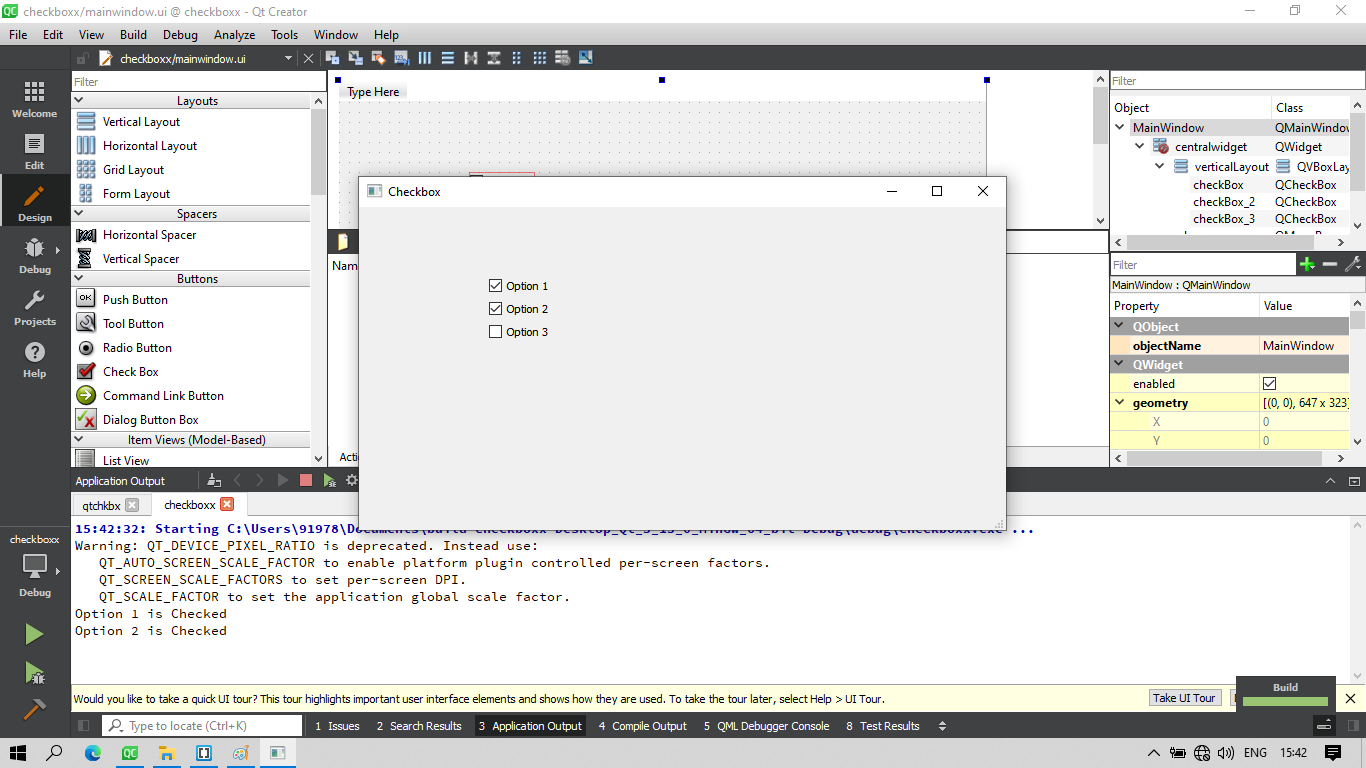 checkboxx/mainwindow.ui @ checkboxx - Qt Creator
File Edit View Build Debug Analyze Tools Window Help
checkboxx/mainwindow.ui
Welcome
Edit
Design
Debug
Projects
Help
checkboxx
Debug
Filter
Layouts
Vertical Layout
Horizontal Layout
Grid Layout
Form Layout
Spacers
Horizontal Spacer
Vertical Spacer
Buttons
Push Button
Tool Button
Radio Button
Check Box
Command Link Button
Dialog Button Box
Item Views (Model-Based)
List View
Type Here
Checkbox
Option 1
Option 2
Option 3
Filter
Object Class
MainWindow QMainWindow
centralwidget QWidget
verticalLayout QVBoxLay
checkBox QCheckBox
checkBox_2 QCheckBox
checkBox_3 QCheckBox
Filter
MainWindow : QMainWindow
Property Value
QObject
objectName MainWindow
QWidget
enabled
geometry [(0, 0), 647 x 323]
X 0
Y 0
Application Output
qtchkbx checkboxx
15:42:32: Starting C:\Users\91978\Documents\build ...
Warning: QT_DEVICE_PIXEL_RATIO is deprecated. Instead use:
QT_AUTO_SCREEN_SCALE_FACTOR to enable platform plugin controlled per-screen factors.
QT_SCREEN_SCALE_FACTORS to set per-screen DPI.
QT_SCALE_FACTOR to set the application global scale factor.
Option 1 is Checked
Option 2 is Checked
Would you like to take a quick UI tour? This tour highlights important user interface elements and shows how they are used. To take the tour later, select Help > UI Tour.
Take UI Tour
Build
Type to locate (Ctrl+K)
1 Issues 2 Search Results 3 Application Output 4 Compile Output 5 QML Debugger Console 8 Test Results
ENG 15:42